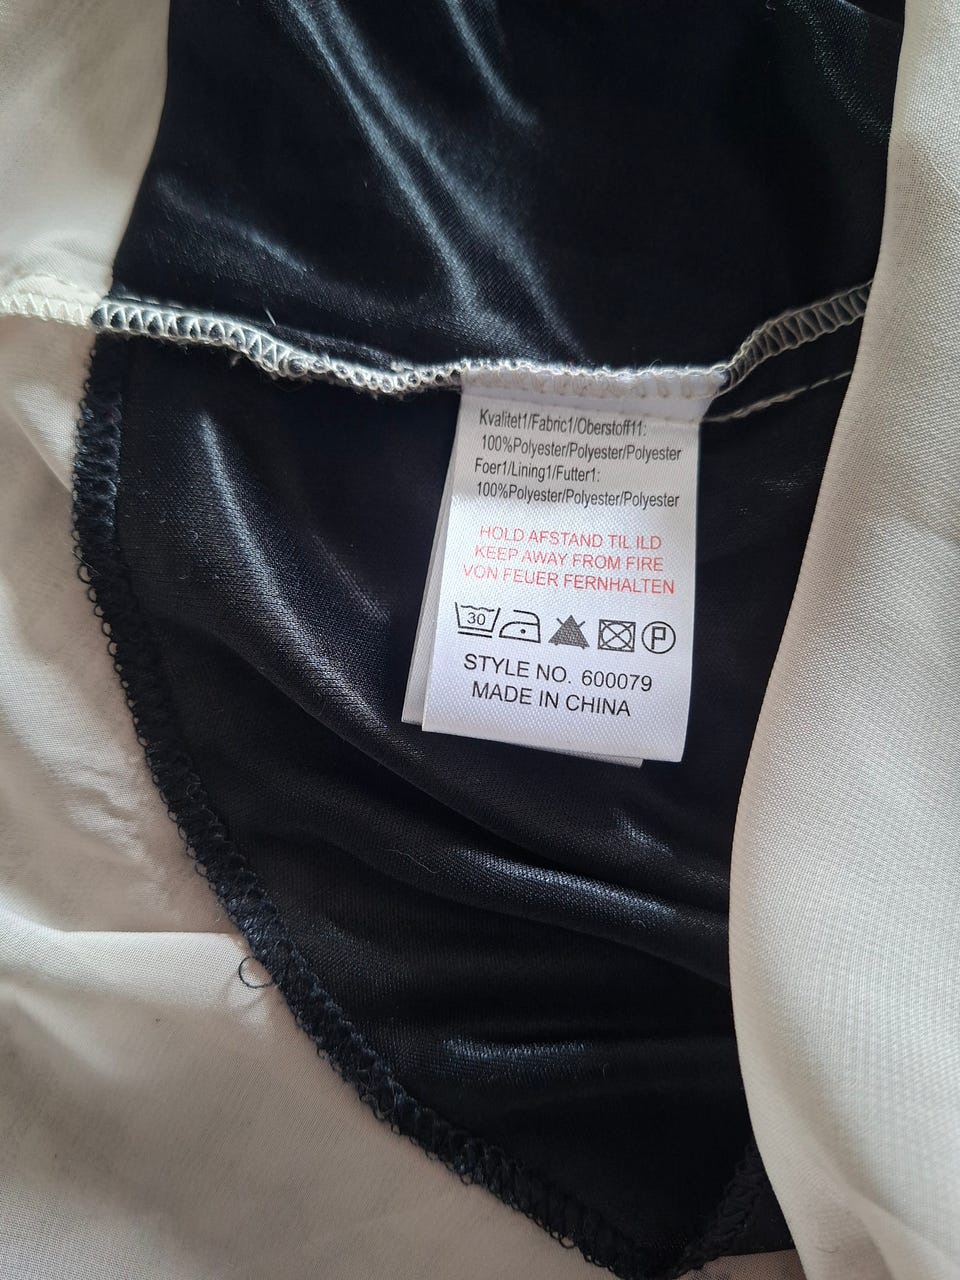 Kvalitet1/Fabric1/Oberstoff11:
100%Polyester/Polyester/Polyester
Foer1/Lining1/Futter1:
100%Polyester/Polyester/Polyester
HOLD AFSTAND TIL ILD
KEEP AWAY FROM FIRE
VON FEUER FERNHALTEN
30 P
STYLE NO. 600079
MADE IN CHINA